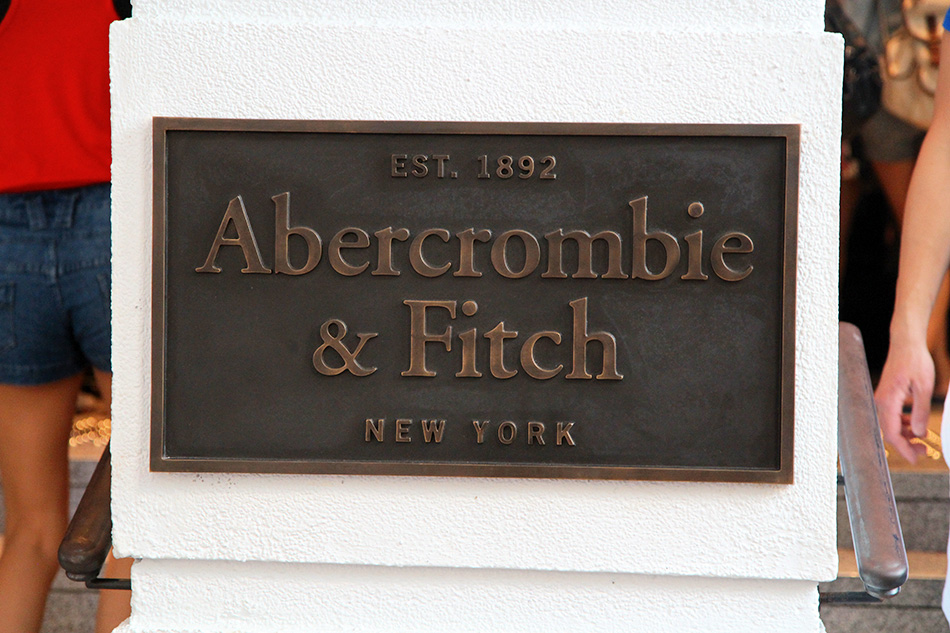 EST. 1892
Abercrombie
& Fitch
NEW YORK